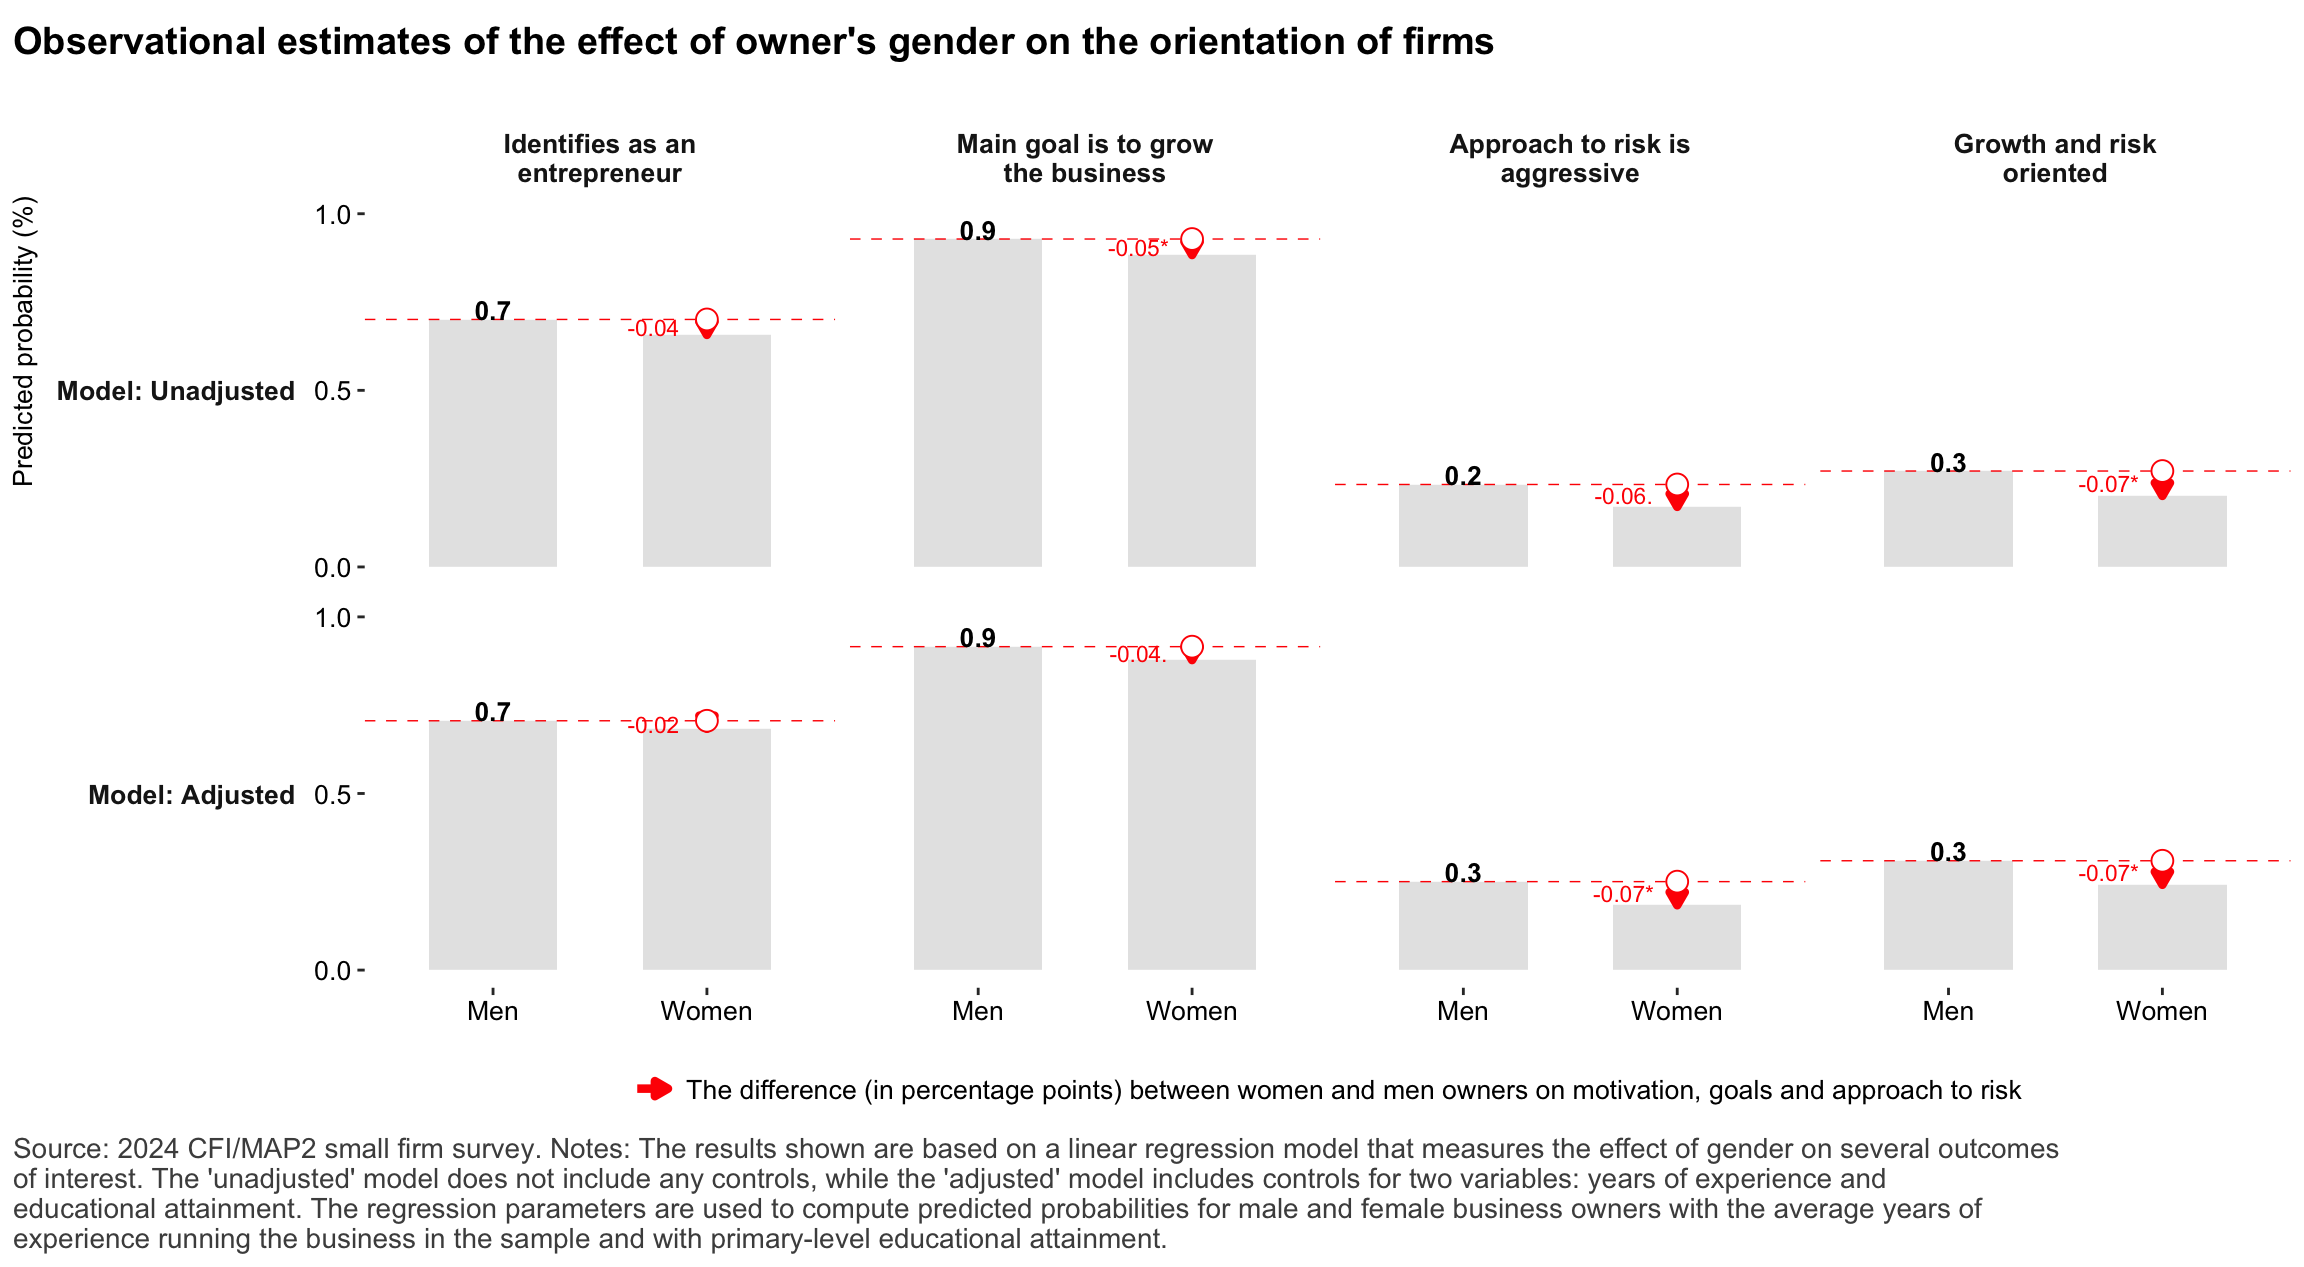 Observational estimates of the effect of owner's gender on the orientation of firms
Identifies as an
entrepreneur
Main goal is to grow
the business
Approach to risk is
aggressive
Growth and risk
oriented
Predicted probability (%)
Model: Unadjusted
1.0
0.5
0.0
0.7
-0.04
0.9
-0.05*
0.2
-0.06.
0.3
-0.07*
Model: Adjusted
1.0
0.5
0.0
0.7
-0.02
0.9
-0.04.
0.3
-0.07*
0.3
-0.07*
Men
Women
Men
Women
Men
Women
Men
Women
The difference (in percentage points) between women and men owners on motivation, goals and approach to risk
Source: 2024 CFI/MAP2 small firm survey. Notes: The results shown are based on a linear regression model that measures the effect of gender on several outcomes
of interest. The 'unadjusted' model does not include any controls, while the 'adjusted' model includes controls for two variables: years of experience and
educational attainment. The regression parameters are used to compute predicted probabilities for male and female business owners with the average years of
experience running the business in the sample and with primary-level educational attainment.